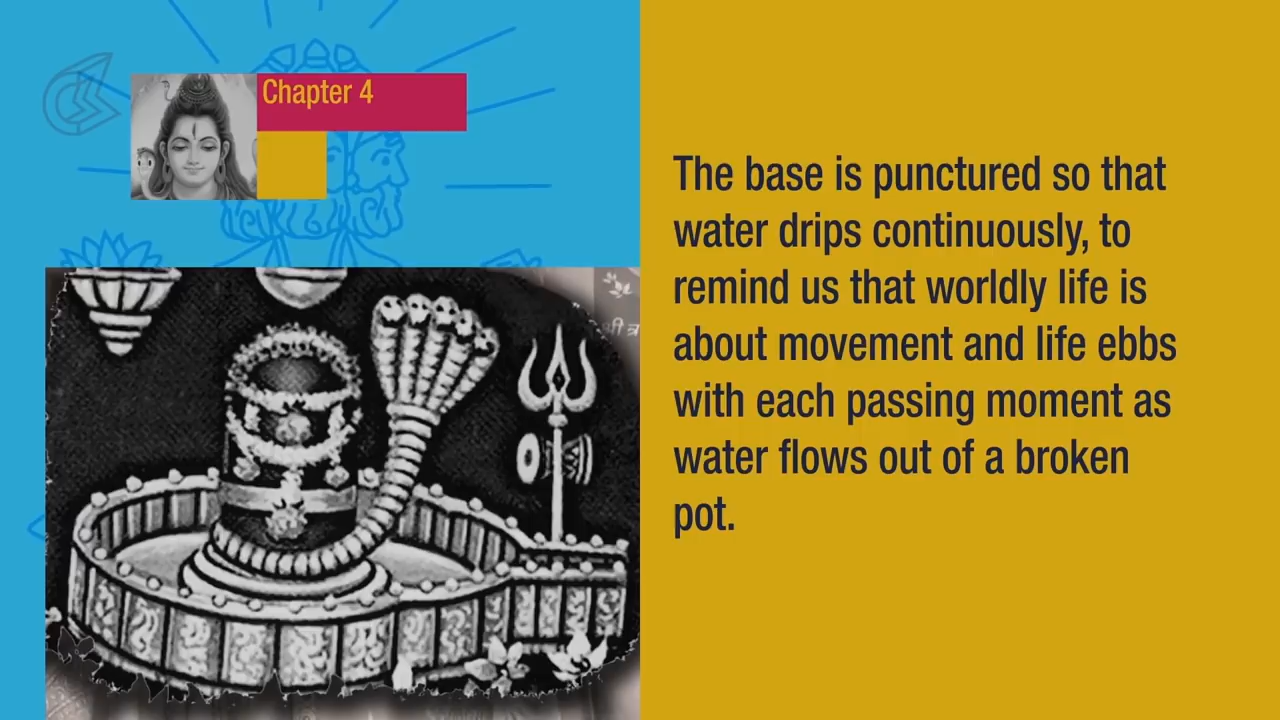 Chapter 4
The base is punctured so that
water drips continuously, to
remind us that worldly life is
about movement and life ebbs
with each passing moment as
water flows out of a broken
pot.